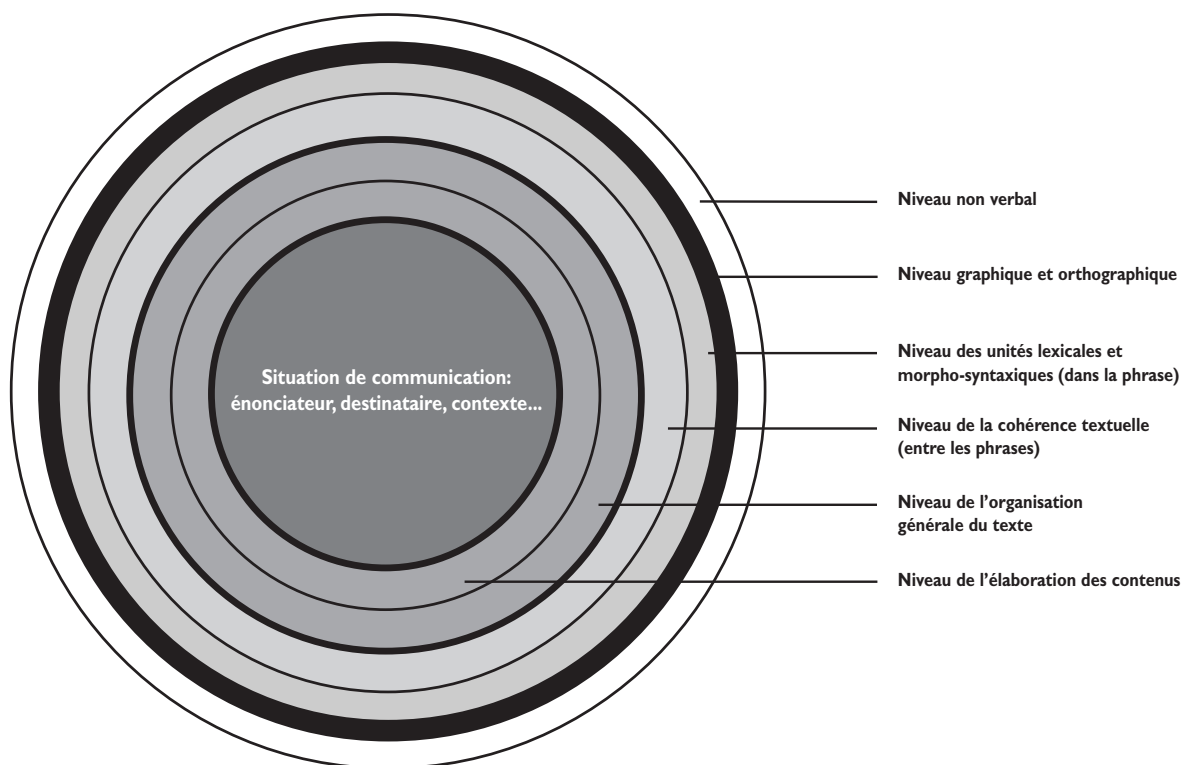 Niveau non verbal
Niveau graphique et orthographique
Niveau des unités lexicales et
morpho-syntaxiques (dans la phrase)
Situation de communication:
énonciateur, destinataire, contexte...
Niveau de la cohérence textuelle
(entre les phrases)
Niveau de l’organisation
générale du texte
Niveau de l’élaboration des contenus